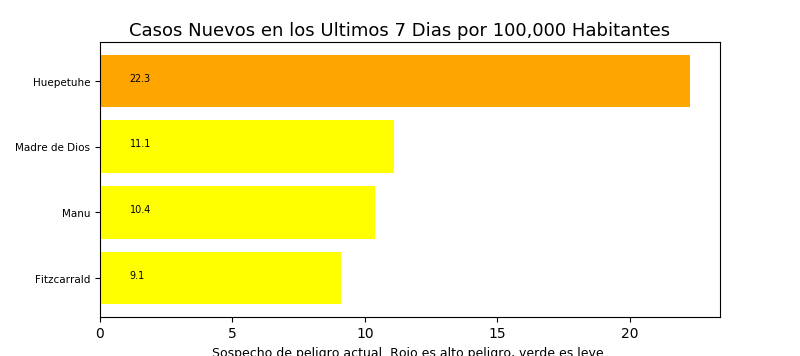 Casos Nuevos en los Ultimos 7 Dias por 100,000 Habitantes
Huepetuhe
22.3
Madre de Dios
11.1
Manu
10.4
Fitzcarrald
9.1
0 5 10 15 20
Sospecho de peligro actual. Rojo es alto peligro, verde es leve